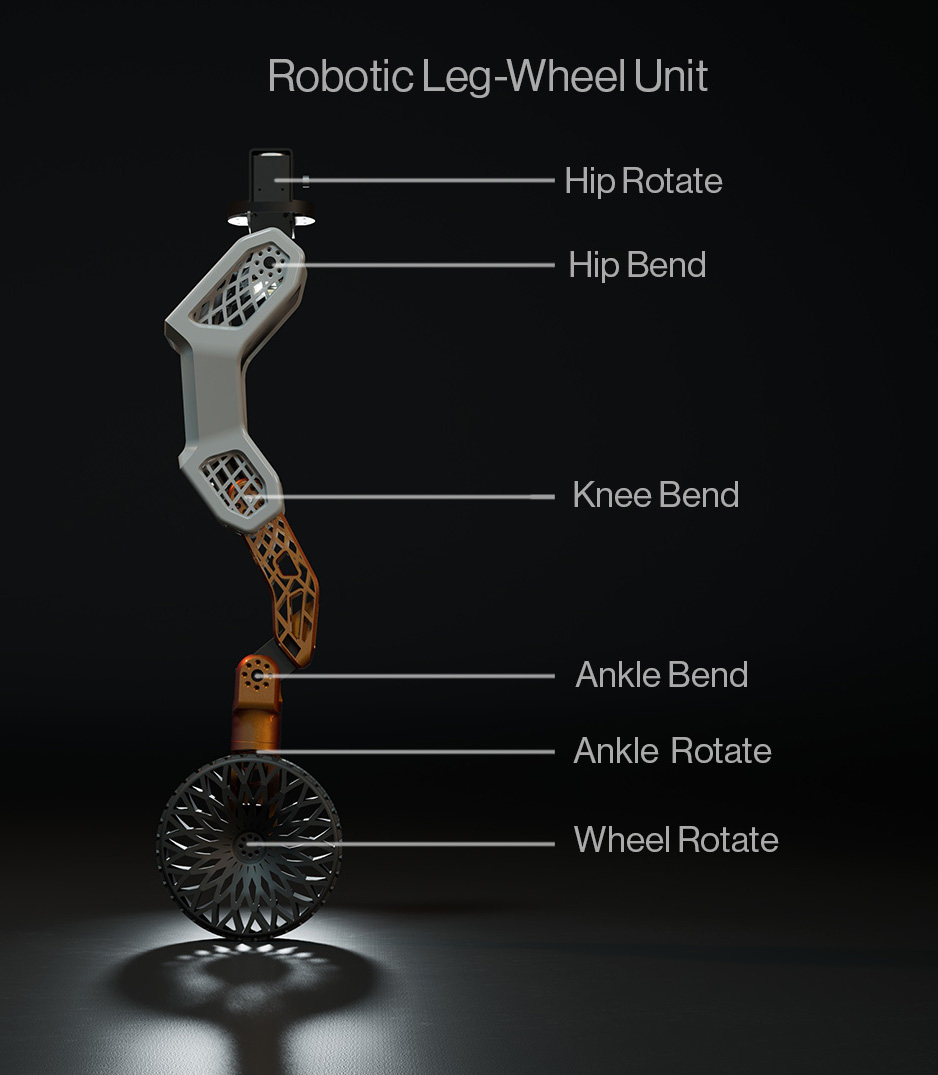 Robotic Leg-Wheel Unit
Hip Rotate
Hip Bend
Knee Bend
Ankle Bend
Ankle Rotate
Wheel Rotate